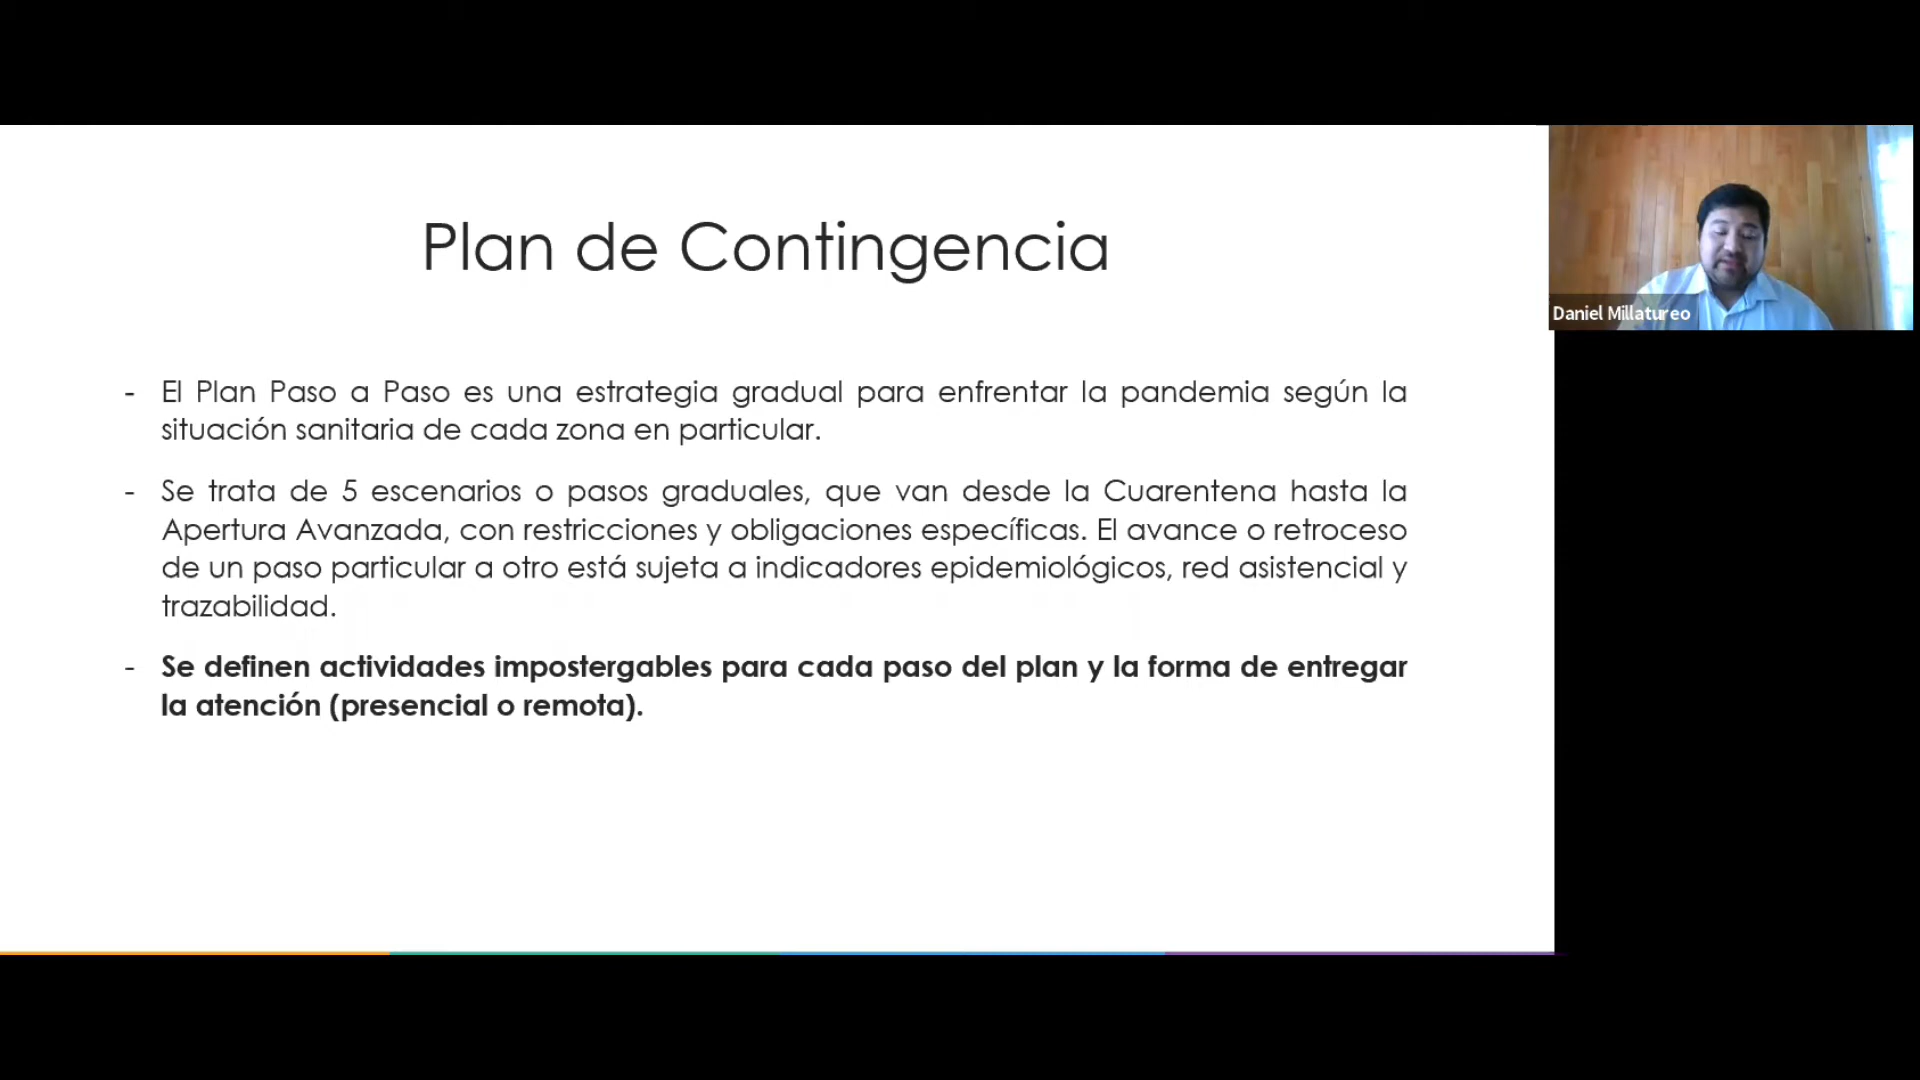 Plan de Contingencia
Daniel Millatureo
- El Plan Paso a Paso es una estrategia gradual para enfrentar la pandemia según la
situación sanitaria de cada zona en particular.
- Se trata de 5 escenarios o pasos graduales, que van desde la Cuarentena hasta la
Apertura Avanzada, con restricciones y obligaciones específicas. El avance o retroceso
de un paso particular a otro está sujeta a indicadores epidemiológicos, red asistencial y
trazabilidad.
- Se definen actividades impostergables para cada paso del plan y la forma de entregar
la atención (presencial o remota).